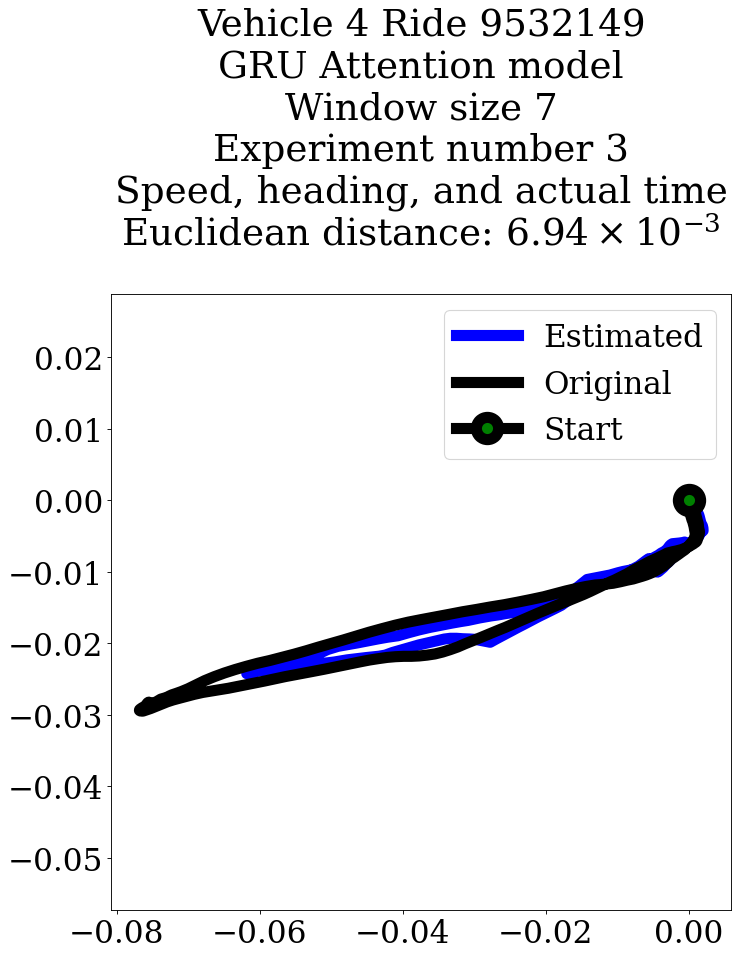 Vehicle 4 Ride 9532149
GRU Attention model
Window size 7
Experiment number 3
Speed, heading, and actual time
Euclidean distance: 6.94 × 10⁻³
Estimated
Original
Start
0.02
0.01
0.00
−0.01
−0.02
−0.03
−0.04
−0.05
−0.08 −0.06 −0.04 −0.02 0.00